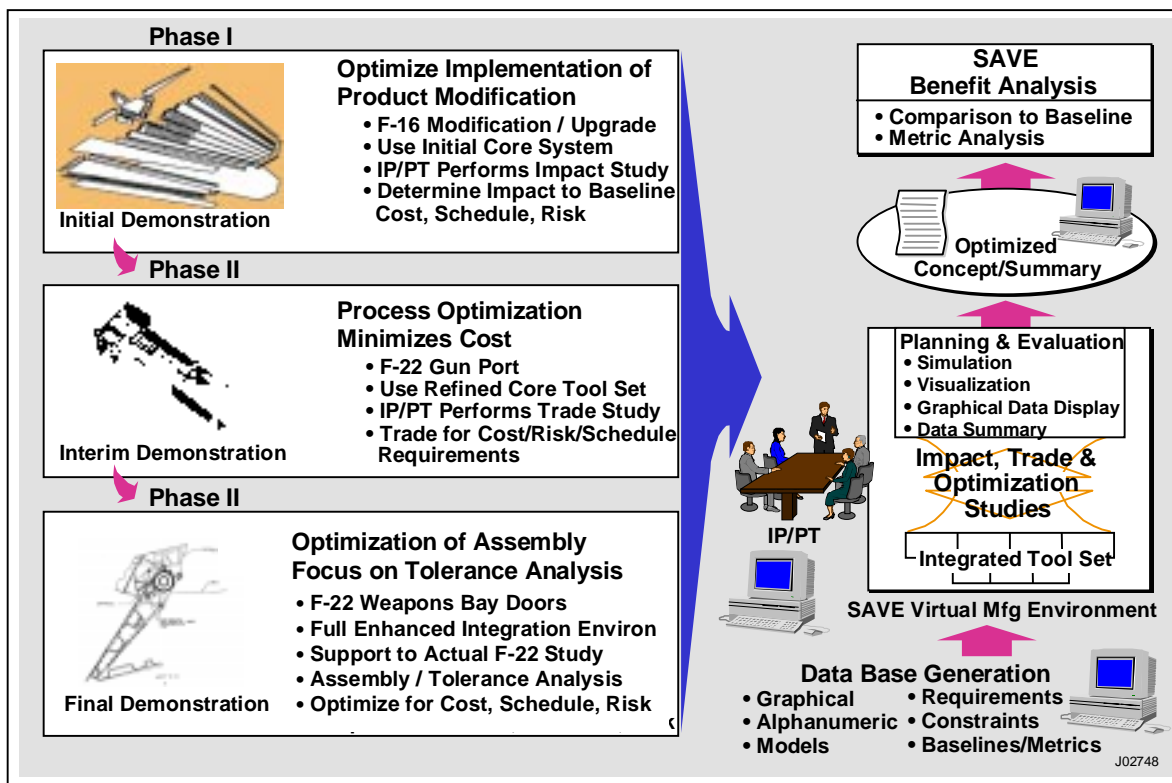 Phase I
Optimize Implementation of
Product Modification
• F-16 Modification / Upgrade
• Use Initial Core System
• IP/PT Performs Impact Study
• Determine Impact to Baseline
Cost, Schedule, Risk
Initial Demonstration
Phase II
Process Optimization
Minimizes Cost
• F-22 Gun Port
• Use Refined Core Tool Set
• IP/PT Performs Trade Study
• Trade for Cost/Risk/Schedule
Requirements
Interim Demonstration
Phase II
Optimization of Assembly
Focus on Tolerance Analysis
• F-22 Weapons Bay Doors
• Full Enhanced Integration Environ
• Support to Actual F-22 Study
• Assembly / Tolerance Analysis
• Optimize for Cost, Schedule, Risk
Final Demonstration
IP/PT
SAVE
Benefit Analysis
• Comparison to Baseline
• Metric Analysis
Optimized
Concept/Summary
Planning & Evaluation
• Simulation
• Visualization
• Graphical Data Display
• Data Summary
Impact, Trade &
Optimization
Studies
Integrated Tool Set
SAVE Virtual Mfg Environment
Data Base Generation
• Graphical
• Alphanumeric
• Models
• Requirements
• Constraints
• Baselines/Metrics
J02748